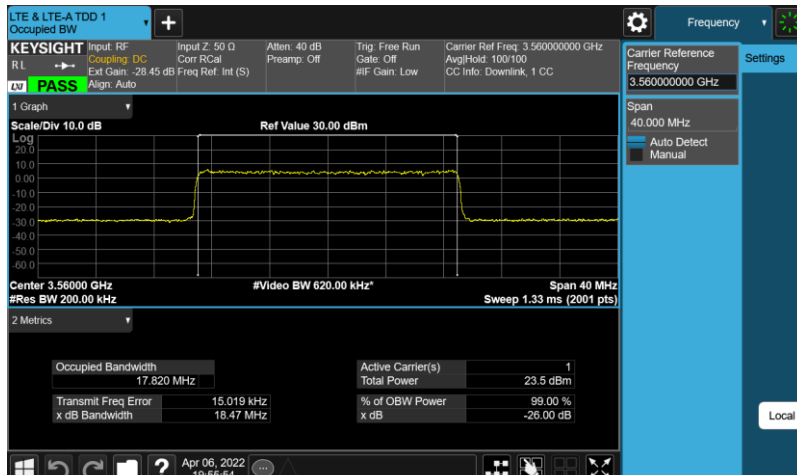 LTE & LTE-A TDD 1
Occupied BW
Frequency
KEYSIGHT
R L
LXI
PASS
Input: RF
Coupling: DC
Ext Gain: -28.45 dB
Align: Auto
Input Z: 50 Ω
Corr RCal
Freq Ref: Int (S)
Atten: 40 dB
Preamp: Off
Trig: Free Run
Gate: Off
#IF Gain: Low
Carrier Ref Freq: 3.560000000 GHz
Avg|Hold: 100/100
CC Info: Downlink, 1 CC
Carrier Reference
Frequency
3.560000000 GHz
Settings
Span
40.000 MHz
Auto Detect
Manual
1 Graph
Scale/Div 10.0 dB
Ref Value 30.00 dBm
Log
20.0
10.0
0.00
-10.0
-20.0
-30.0
-40.0
-50.0
-60.0
Center 3.56000 GHz
#Video BW 620.00 kHz*
Span 40 MHz
#Res BW 200.00 kHz
Sweep 1.33 ms (2001 pts)
2 Metrics
Occupied Bandwidth
17.820 MHz
Active Carrier(s) 1
Total Power 23.5 dBm
Transmit Freq Error 15.019 kHz
x dB Bandwidth 18.47 MHz
% of OBW Power 99.00 %
x dB -26.00 dB
Local
?
Apr 06, 2022